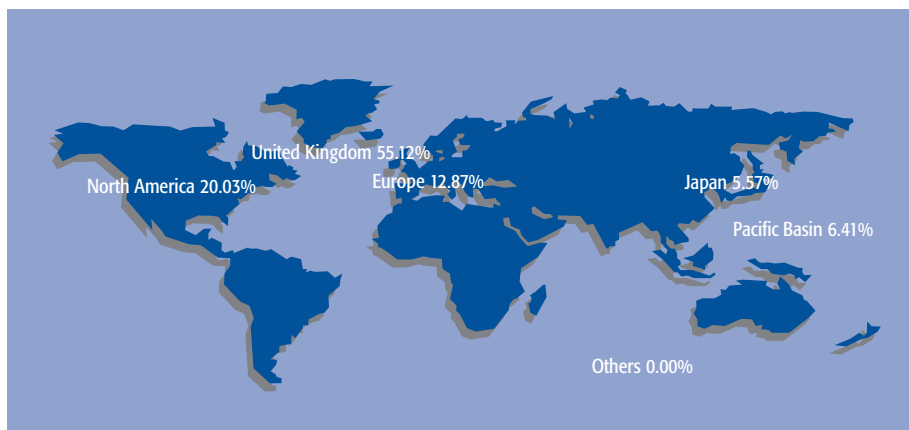 United Kingdom 55.12%
North America 20.03%
Europe 12.87%
Japan 5.57%
Pacific Basin 6.41%
Others 0.00%